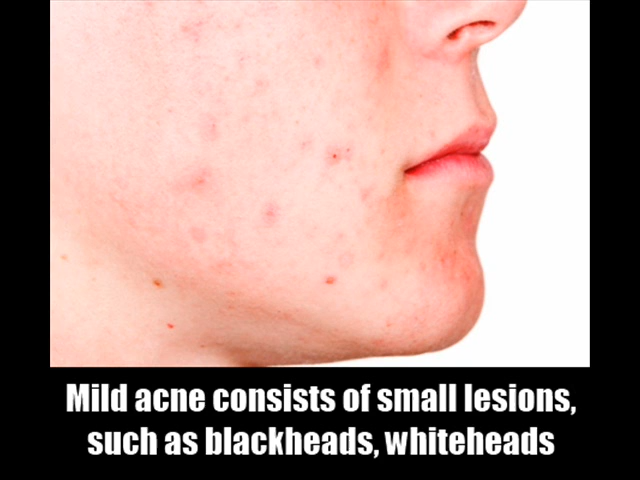 Mild acne consists of small lesions,
such as blackheads, whiteheads